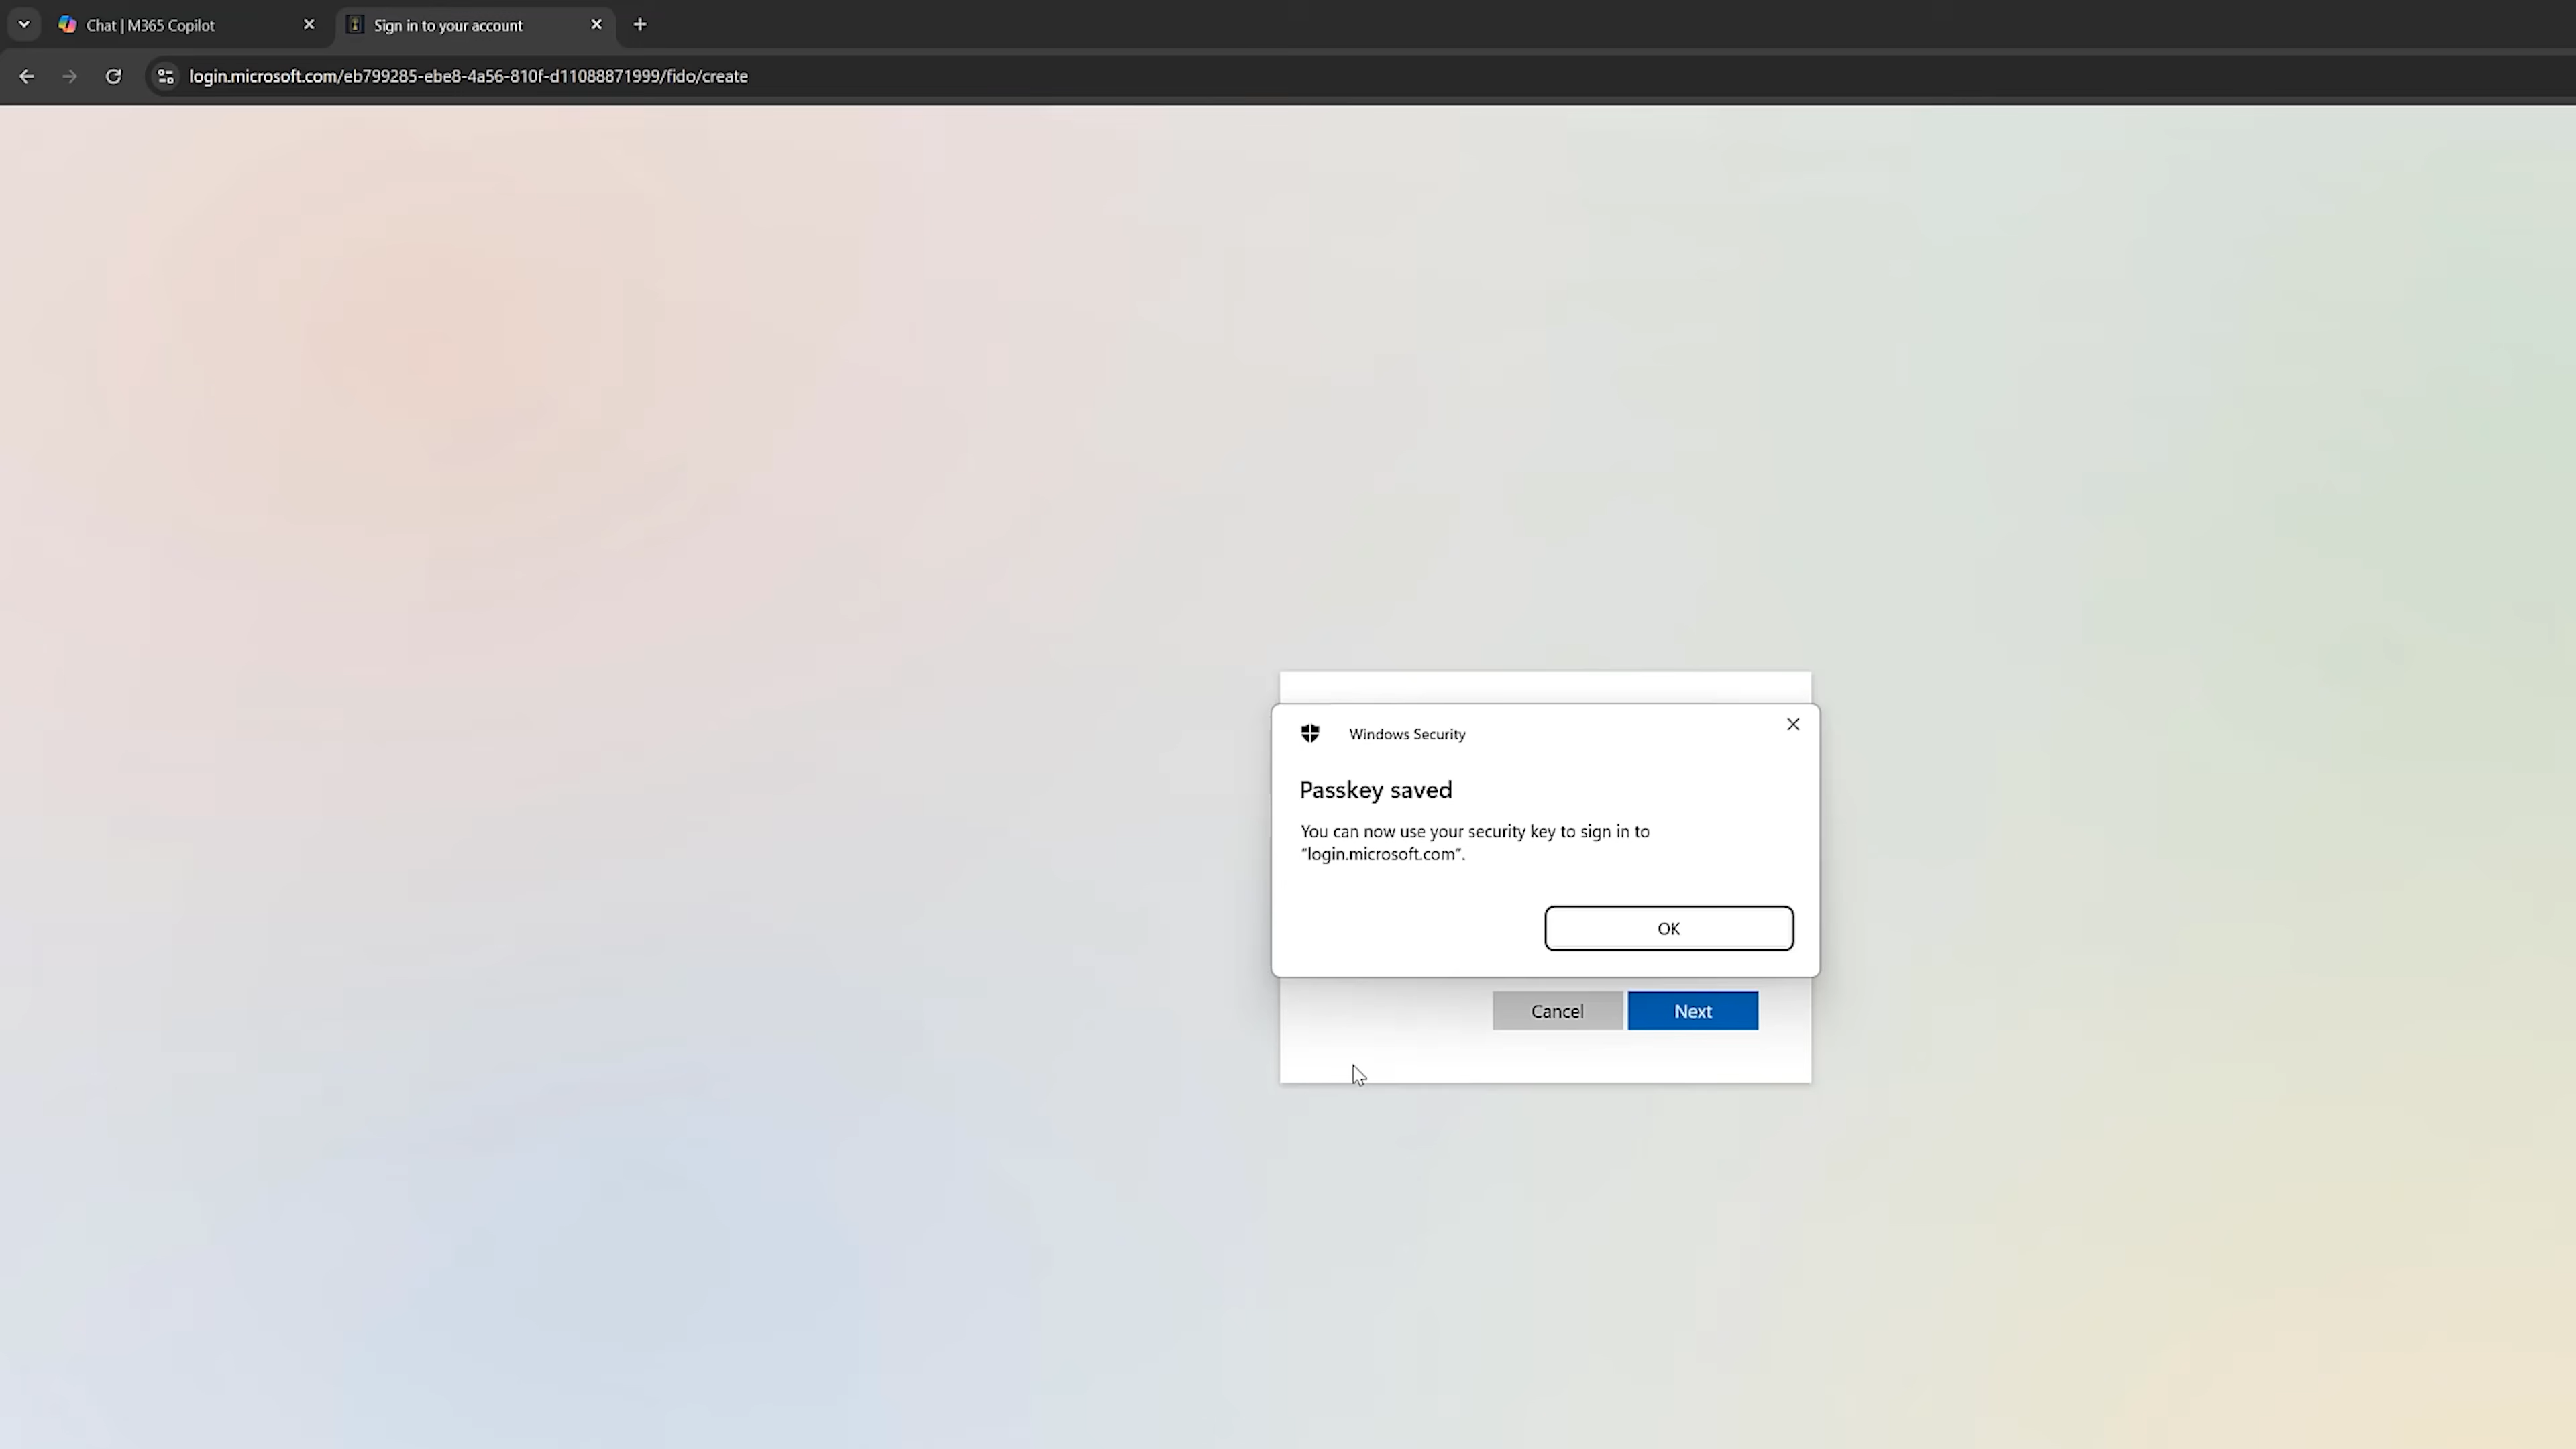 Chat | M365 Copilot
Sign in to your account
login.microsoft.com/eb799285-ebe8-4a56-810f-d11088871999/fido/create
Windows Security
Passkey saved
You can now use your security key to sign in to
"login.microsoft.com".
OK
Cancel
Next